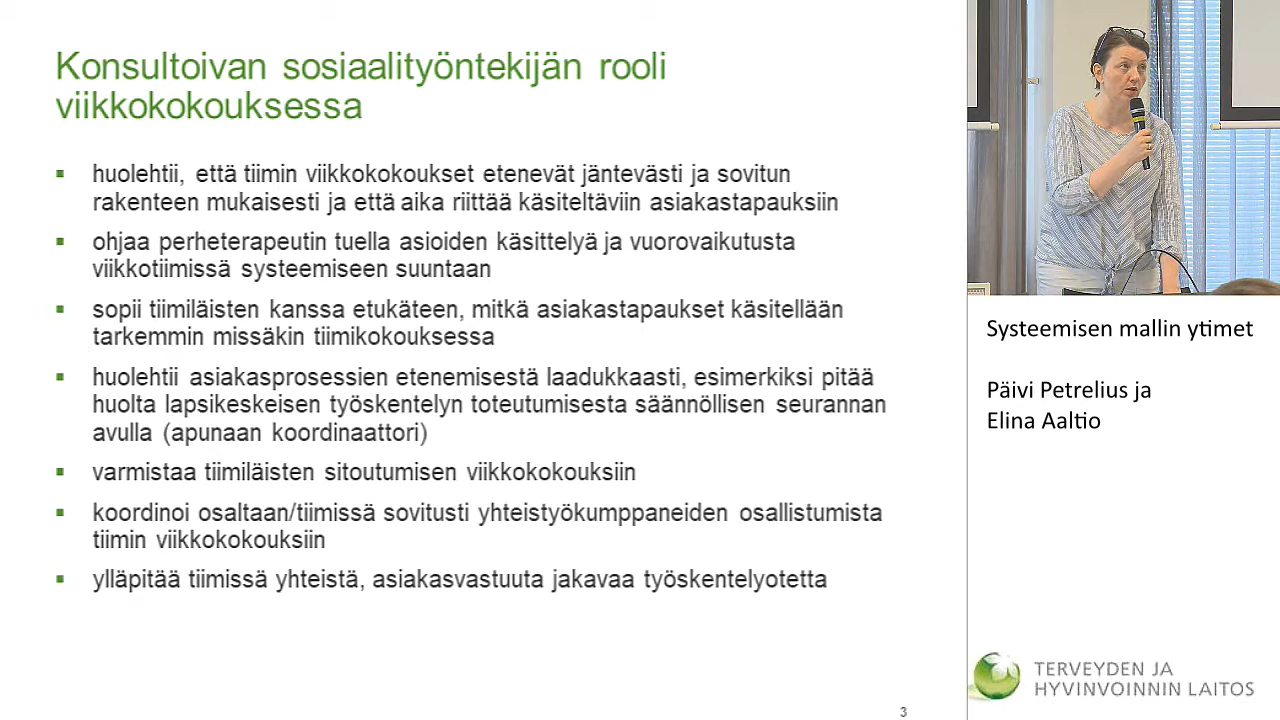 Konsultoivan sosiaalityöntekijän rooli
viikkokokouksessa
▪ huolehtii, että tiimin viikkokokoukset etenevät jäntevästi ja sovitun
rakenteen mukaisesti ja että aika riittää käsiteltäviin asiakastapauksiin
▪ ohjaa perheterapeutin tuella asioiden käsittelyä ja vuorovaikutusta
viikkotiimissä systeemiseen suuntaan
▪ sopii tiimiläisten kanssa etukäteen, mitkä asiakastapaukset käsitellään
tarkemmin missäkin tiimikokouksessa
▪ huolehtii asiakasprosessien etenemisestä laadukkaasti, esimerkiksi pitää
huolta lapsikeskeisen työskentelyn toteutumisesta säännöllisen seurannan
avulla (apunaan koordinaattori)
▪ varmistaa tiimiläisten sitoutumisen viikkokokouksiin
▪ koordinoi osaltaan/tiimissä sovitusti yhteistyökumppaneiden osallistumista
tiimin viikkokokouksiin
▪ ylläpitää tiimissä yhteistä, asiakasvastuuta jakavaa työskentelyotetta
3
Systeemisen mallin ytimet
Päivi Petrelius ja
Elina Aaltio
TERVEYDEN JA
HYVINVOINNIN LAITOS